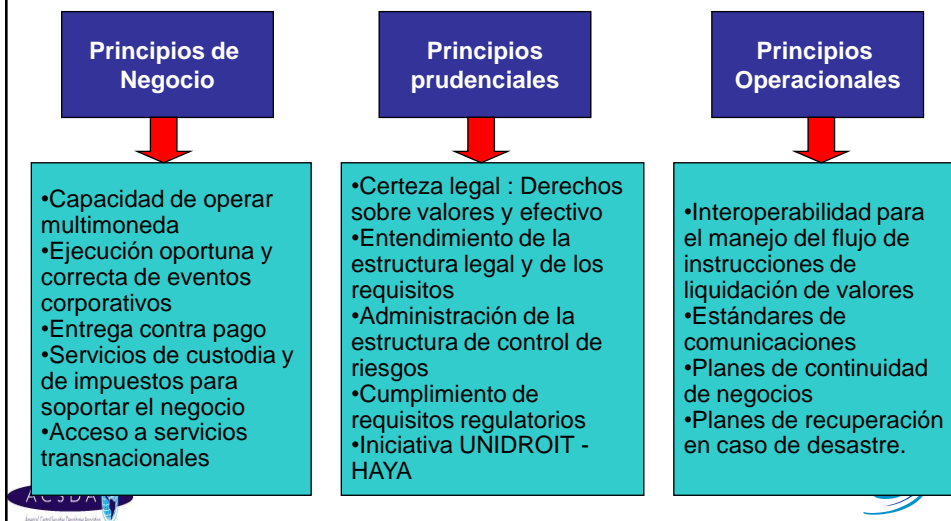 Principios de
Negocio
•Capacidad de operar
multimoneda
•Ejecución oportuna y
correcta de eventos
corporativos
•Entrega contra pago
•Servicios de custodia y
de impuestos para
soportar el negocio
•Acceso a servicios
transnacionales
Principios
prudenciales
•Certeza legal : Derechos
sobre valores y efectivo
•Entendimiento de la
estructura legal y de los
requisitos
•Administración de la
estructura de control de
riesgos
•Cumplimiento de
requisitos regulatorios
•Iniciativa UNIDROIT -
HAYA
Principios
Operacionales
•Interoperabilidad para
el manejo del flujo de
instrucciones de
liquidación de valores
•Estándares de
comunicaciones
•Planes de continuidad
de negocios
•Planes de recuperación
en caso de desastre.
ACSDA